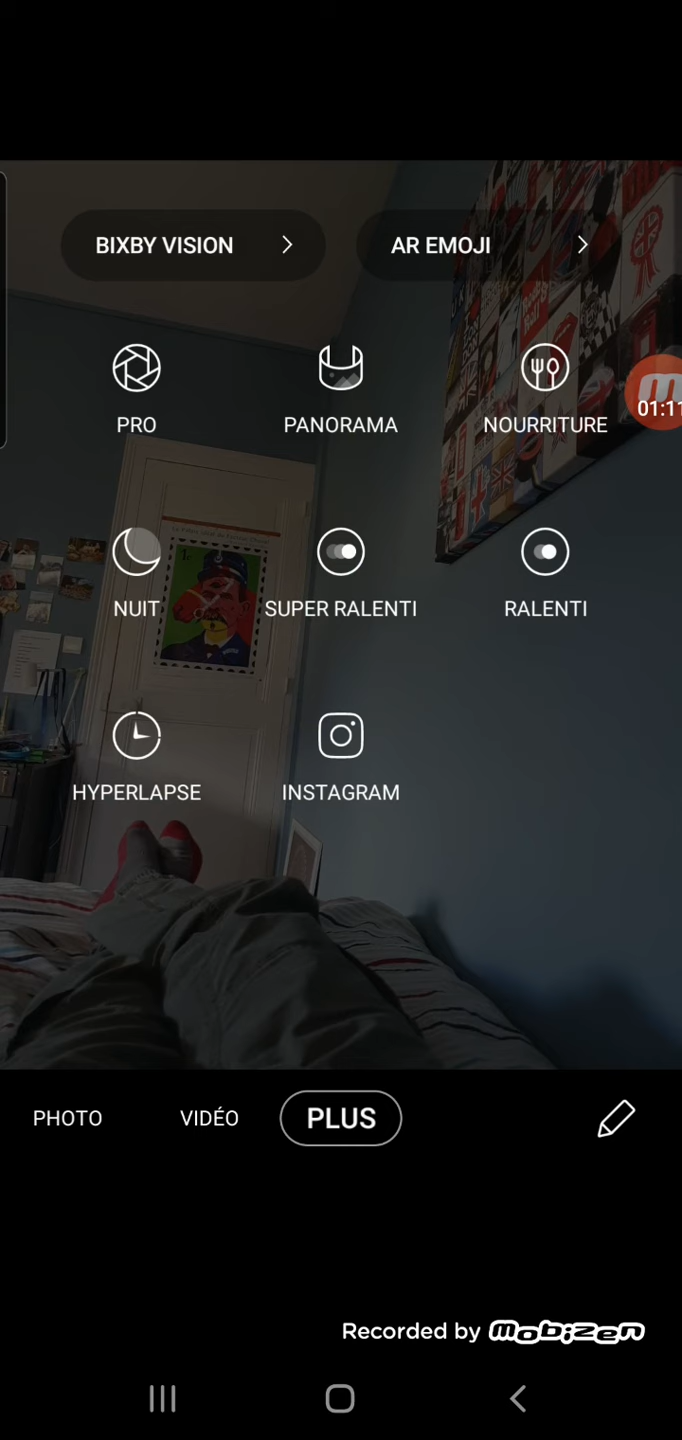 BIXBY VISION
AR EMOJI
PRO
PANORAMA
NOURRITURE
01:11
NUIT
SUPER RALENTI
RALENTI
HYPERLAPSE
INSTAGRAM
PHOTO
VIDÉO
PLUS
Recorded by mobizen